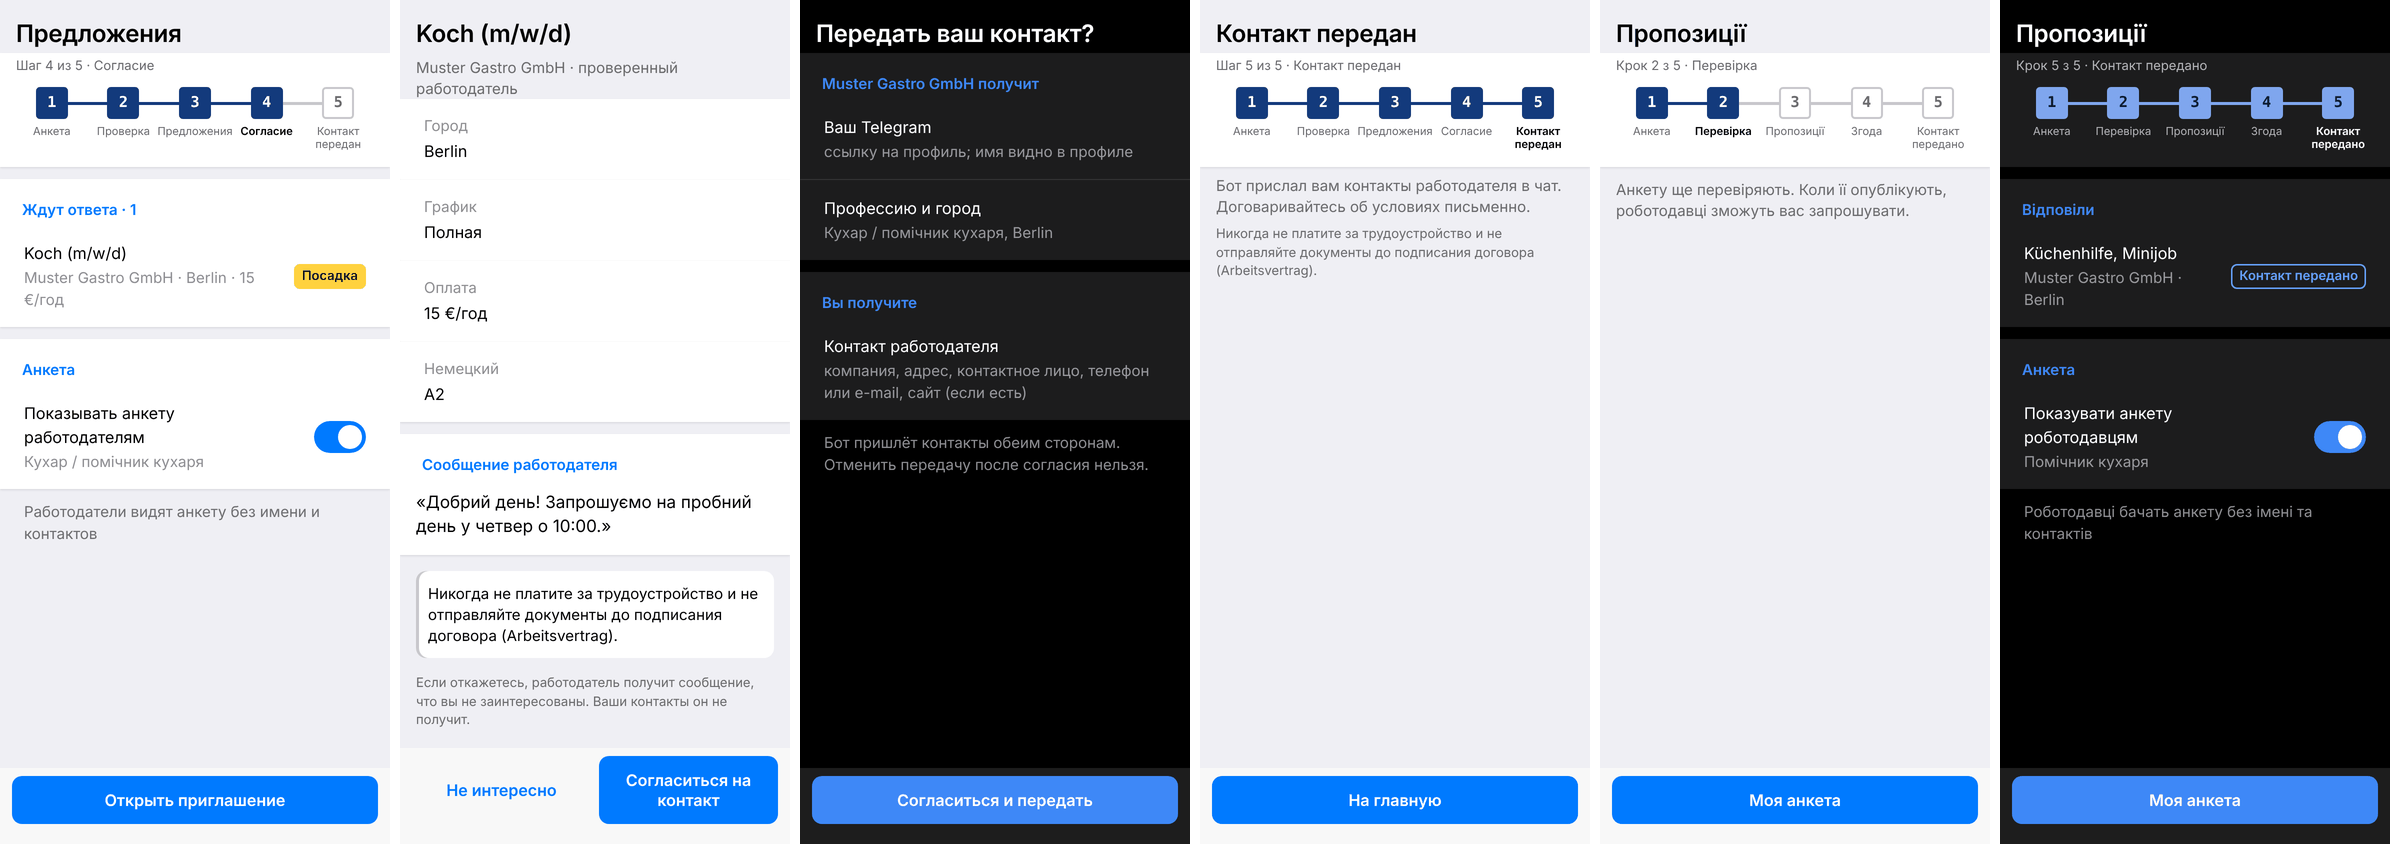 Предложения
Шаг 4 из 5 · Согласие
1 2 3 4 5
Анкета Проверка Предложения Согласие Контакт
передан
Ждут ответа · 1
Koch (m/w/d)
Muster Gastro GmbH · Berlin · 15
€/год
Посадка
Анкета
Показывать анкету
работодателям
Кухар / помічник кухаря
Работодатели видят анкету без имени и
контактов
Открыть приглашение
Koch (m/w/d)
Muster Gastro GmbH · проверенный
работодатель
Город
Berlin
График
Полная
Оплата
15 €/год
Немецкий
A2
Сообщение работодателя
«Добрий день! Запрошуємо на пробний
день у четвер о 10:00.»
Никогда не платите за трудоустройство и не
отправляйте документы до подписания
договора (Arbeitsvertrag).
Если откажетесь, работодатель получит сообщение,
что вы не заинтересованы. Ваши контакты он не
получит.
Не интересно
Согласиться на
контакт
Передать ваш контакт?
Muster Gastro GmbH получит
Ваш Telegram
ссылку на профиль; имя видно в профиле
Профессию и город
Кухар / помічник кухаря, Berlin
Вы получите
Контакт работодателя
компания, адрес, контактное лицо, телефон
или e-mail, сайт (если есть)
Бот пришлёт контакты обеим сторонам.
Отменить передачу после согласия нельзя.
Согласиться и передать
Контакт передан
Шаг 5 из 5 · Контакт передан
1 2 3 4 5
Анкета Проверка Предложения Согласие Контакт
передан
Бот прислал вам контакты работодателя в чат.
Договаривайтесь об условиях письменно.
Никогда не платите за трудоустройство и не
отправляйте документы до подписания договора
(Arbeitsvertrag).
На главную
Пропозиції
Крок 2 з 5 · Перевірка
1 2 3 4 5
Анкета Перевірка Пропозиції Згода Контакт
передано
Анкету ще перевіряють. Коли її опублікують,
роботодавці зможуть вас запрошувати.
Моя анкета
Пропозиції
Крок 5 з 5 · Контакт передано
1 2 3 4 5
Анкета Перевірка Пропозиції Згода Контакт
передано
Відповіли
Küchenhilfe, Minijob
Muster Gastro GmbH ·
Berlin
Контакт передано
Анкета
Показувати анкету
роботодавцям
Помічник кухаря
Роботодавці бачать анкету без імені та
контактів
Моя анкета